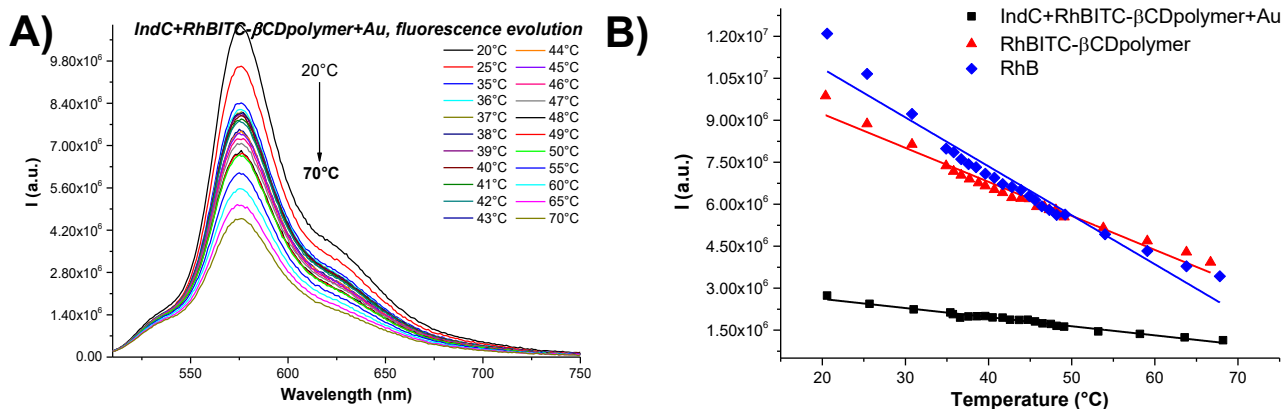 A)
IndC+RhBITC-βCDpolymer+Au, fluorescence evolution
20°C 44°C
25°C 45°C
35°C 46°C
36°C 47°C
37°C 48°C
38°C 49°C
39°C 50°C
40°C 55°C
41°C 60°C
42°C 65°C
43°C 70°C
20°C
70°C
9.80x10⁶
8.40x10⁶
7.00x10⁶
5.60x10⁶
4.20x10⁶
2.80x10⁶
1.40x10⁶
0.00
I (a.u.)
550 600 650 700 750
Wavelength (nm)
B)
IndC+RhBITC-βCDpolymer+Au
RhBITC-βCDpolymer
RhB
1.20x10⁷
1.05x10⁷
9.00x10⁶
7.50x10⁶
6.00x10⁶
4.50x10⁶
3.00x10⁶
1.50x10⁶
I (a.u.)
20 30 40 50 60 70
Temperature (°C)